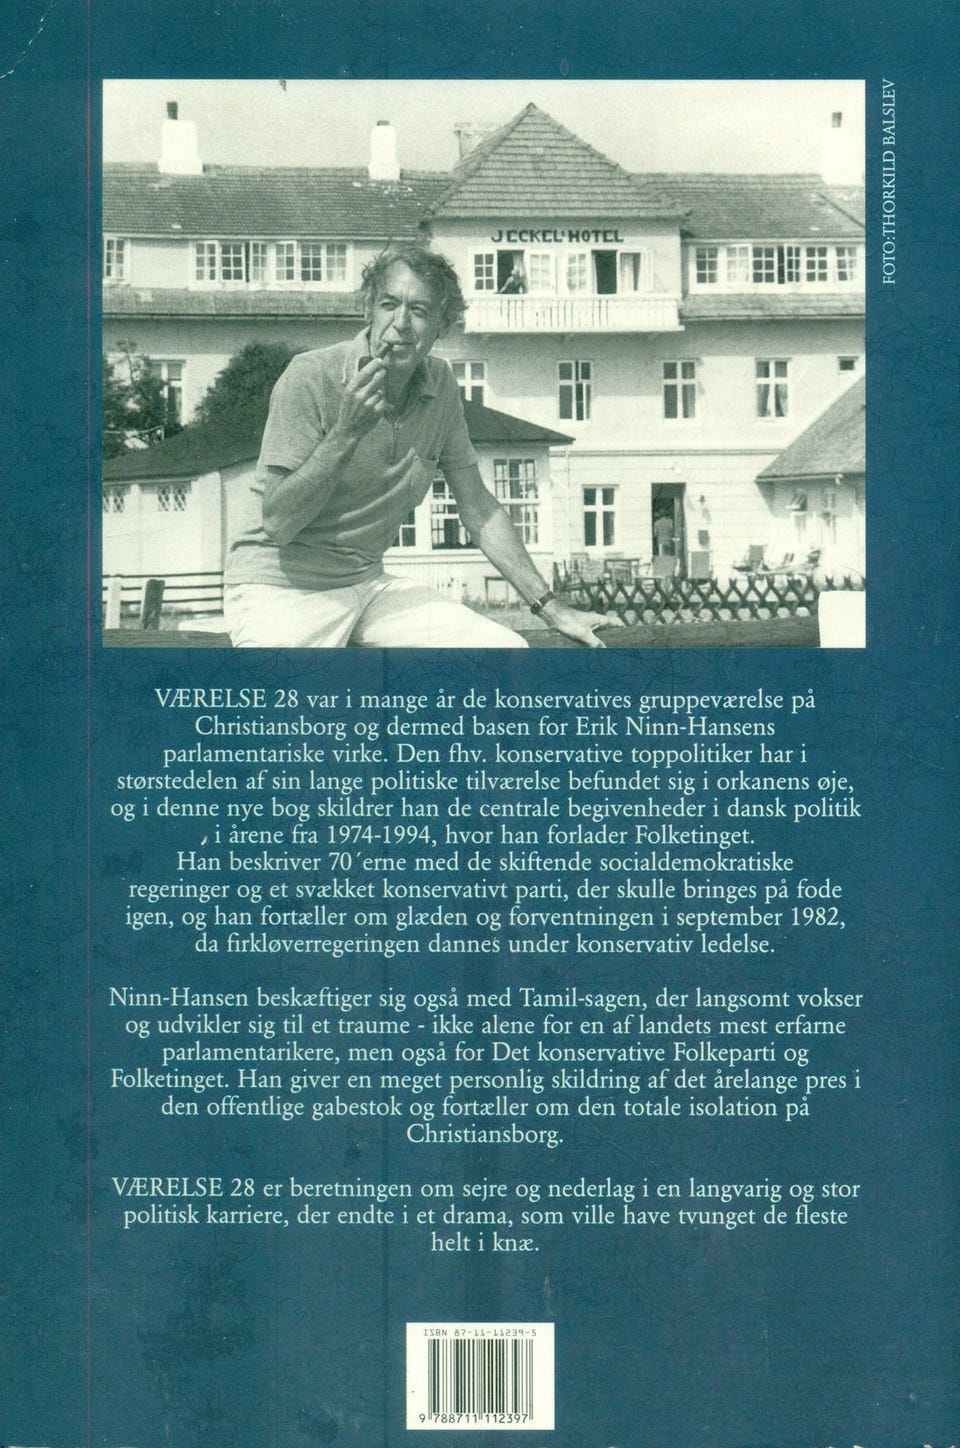 FOTO:THORKILD BALSLEV
JECKEL'S HOTEL
VÆRELSE 28 var i mange år de konservatives gruppeværelse på
Christiansborg og dermed basen for Erik Ninn-Hansens
parlamentariske virke. Den fhv. konservative toppolitiker har i
størstedelen af sin lange politiske tilværelse befundet sig i orkanens øje,
og i denne nye bog skildrer han de centrale begivenheder i dansk politik
i årene fra 1974-1994, hvor han forlader Folketinget.
Han beskriver 70´erne med de skiftende socialdemokratiske
regeringer og et svækket konservativt parti, der skulle bringes på fode
igen, og han fortæller om glæden og forventningen i september 1982,
da firkløverregeringen dannes under konservativ ledelse.
Ninn-Hansen beskæftiger sig også med Tamil-sagen, der langsomt vokser
og udvikler sig til et traume - ikke alene for en af landets mest erfarne
parlamentarikere, men også for Det konservative Folkeparti og
Folketinget. Han giver en meget personlig skildring af det årelange pres i
den offentlige gabestok og fortæller om den totale isolation på
Christiansborg.
VÆRELSE 28 er beretningen om sejre og nederlag i en langvarig og stor
politisk karriere, der endte i et drama, som ville have tvunget de fleste
helt i knæ.
ISBN 87-11-11239-5
9 788711 112397